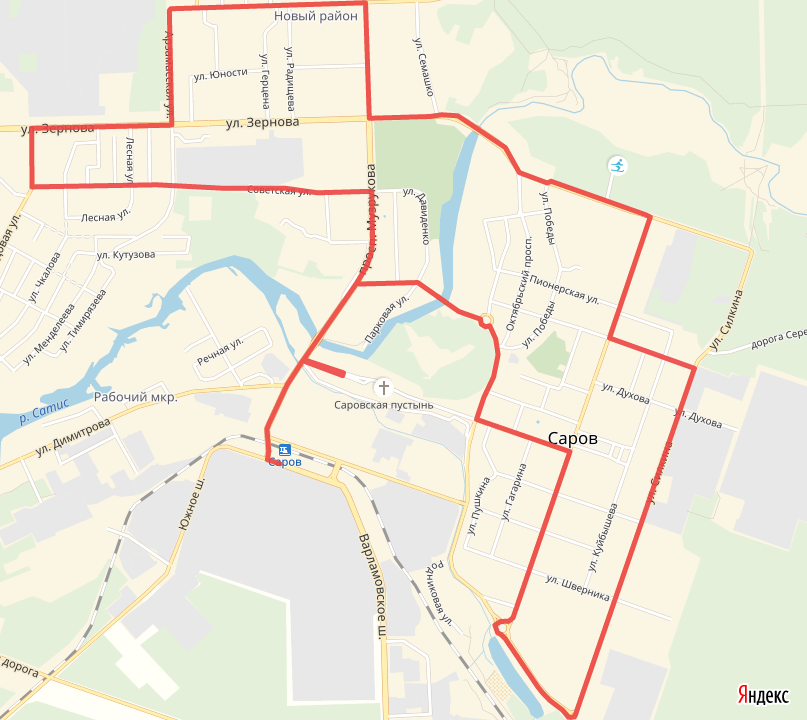 Новый район
ул. Семашко
Арзамасская ул.
ул. Юности
ул. Герцена
ул. Радищева
ул. Зернова
ул. Зернова
Лесная ул.
Советская ул.
просп. Музрукова
ул. Давиденко
ул. Победы
Лесная ул.
Октябрьский просп.
ул. Кутузова
ул. Чкалова
Пионерская ул.
ул. Менделеева
ул. Тимирязева
Парковая ул.
ул. Победы
ул. Силкина
Речная ул.
дорога Сере
Рабочий мкр.
р. Сатис
Саровская пустынь
ул. Духова
ул. Духова
ул. Димитрова
Саров
Саров
ул. Силкина
Южное ш.
ул. Пушкина
ул. Гагарина
ул. Куйбышева
Варламовское ш.
Родниковая ул.
ул. Шверника
дорога
Яндекс